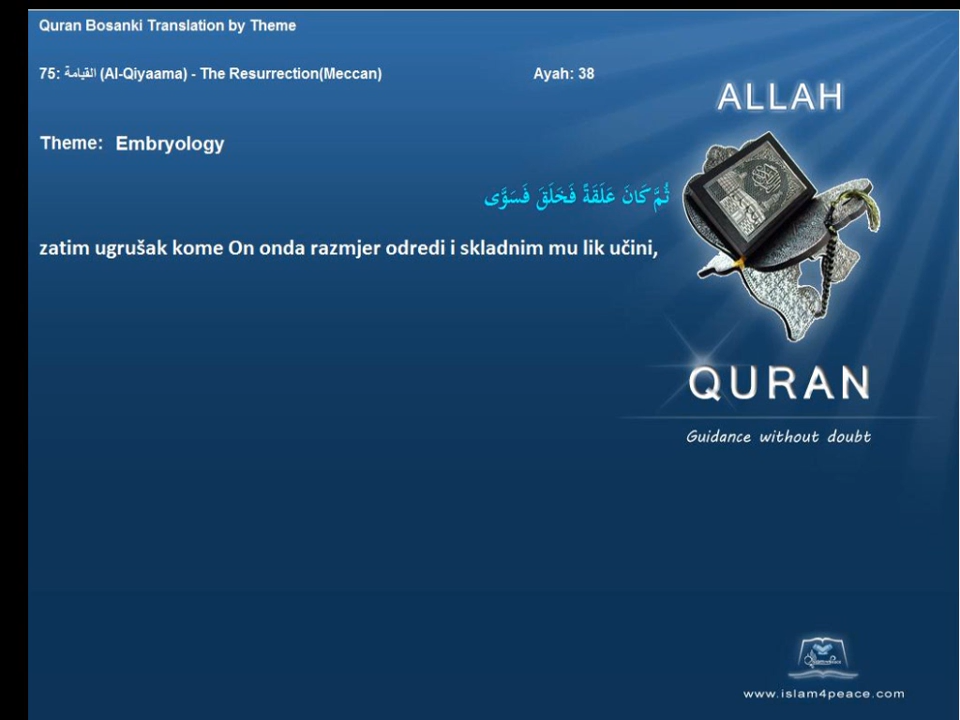 Quran Bosanki Translation by Theme
75: القيامة (Al-Qiyaama) - The Resurrection(Meccan) Ayah: 38
ALLAH
Theme: Embryology
ثُمَّ كَانَ عَلَقَةً فَخَلَقَ فَسَوَّى
zatim ugrušak kome On onda razmjer odredi i skladnim mu lik učini,
QURAN
Guidance without doubt
www.islam4peace.com